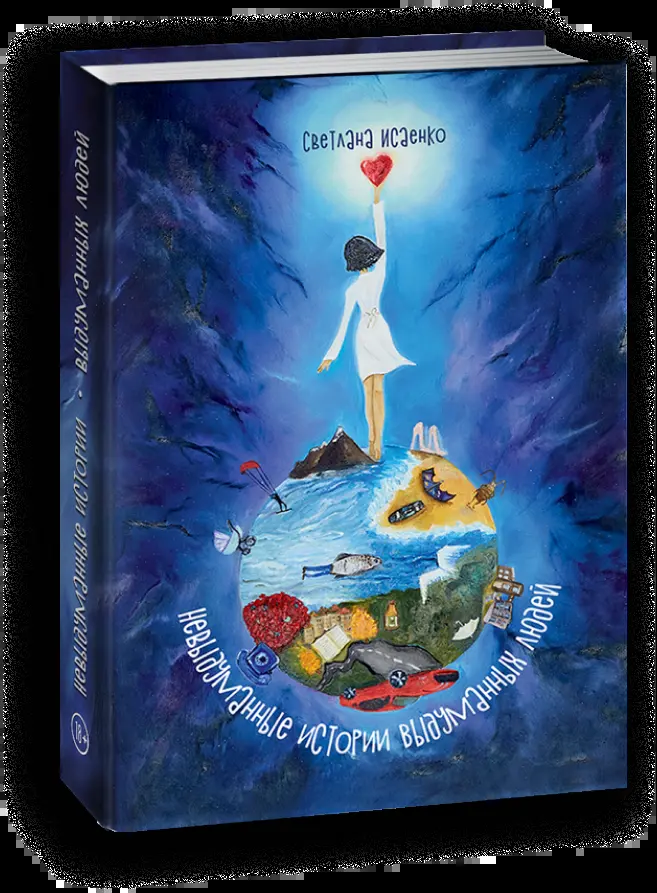 Светлана Исаенко
невыдуманные истории выдуманных людей
невыдуманные истории • выдуманных людей
18+